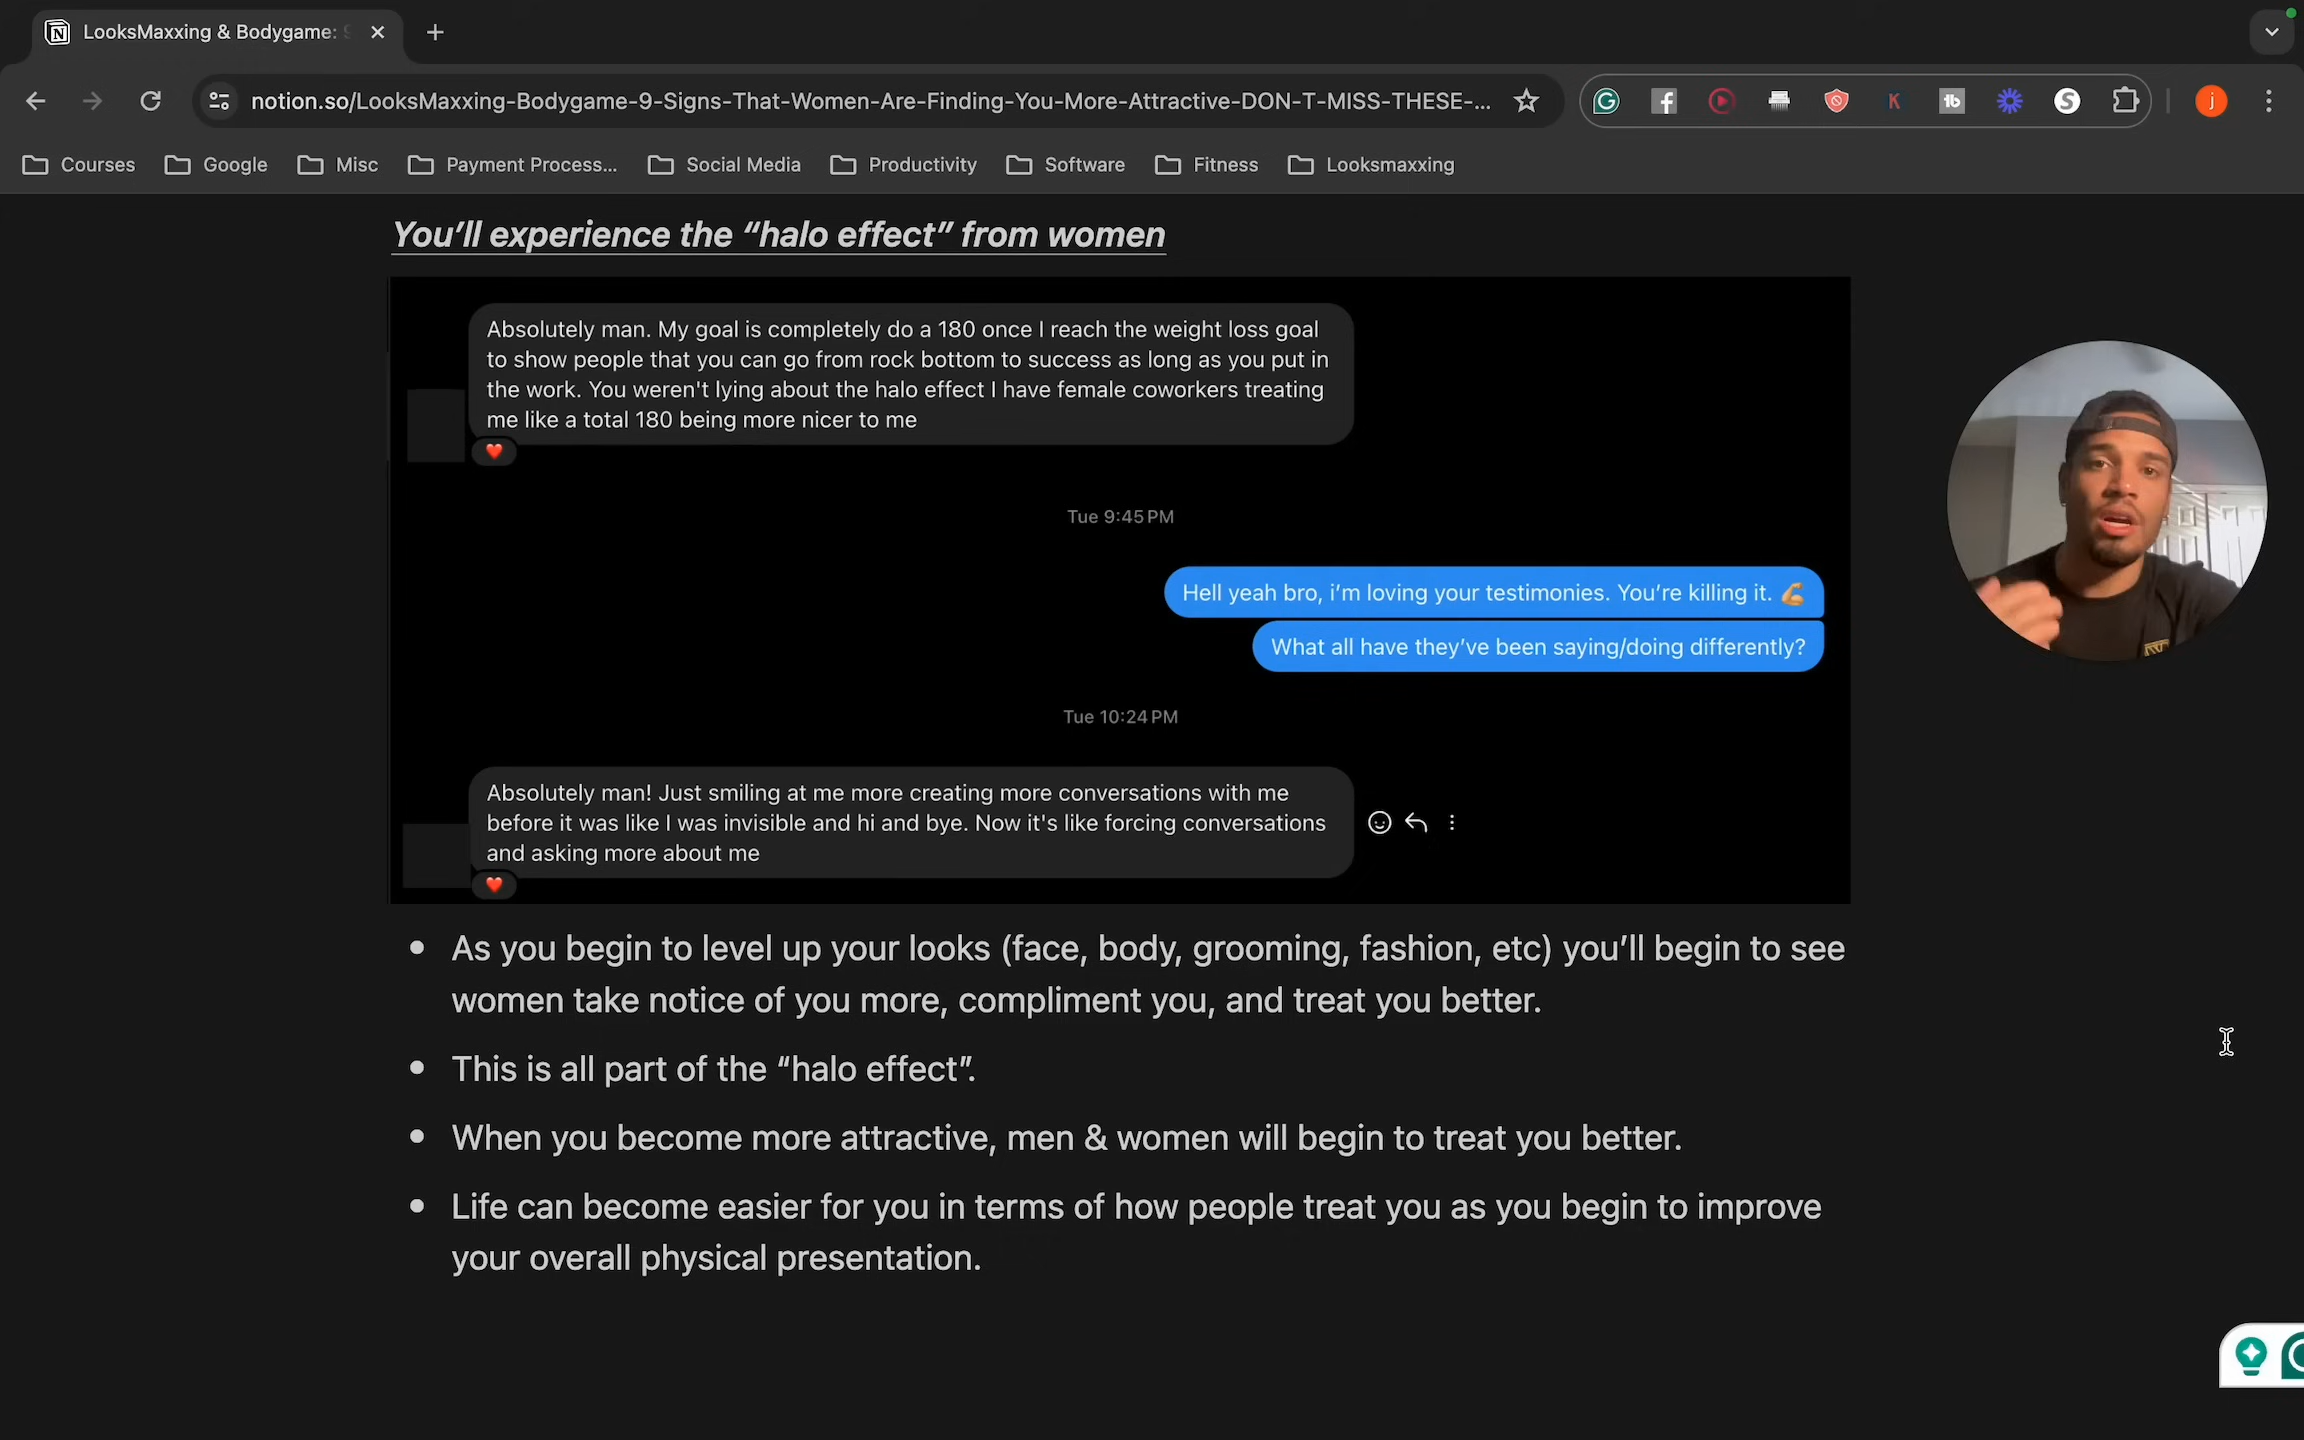 LooksMaxxing & Bodygame: 9
notion.so/LooksMaxxing-Bodygame-9-Signs-That-Women-Are-Finding-You-More-Attractive-DON-T-MISS-THESE-...
j
Courses
Google
Misc
Payment Process...
Social Media
Productivity
Software
Fitness
Looksmaxxing
You’ll experience the “halo effect” from women
Absolutely man. My goal is completely do a 180 once I reach the weight loss goal
to show people that you can go from rock bottom to success as long as you put in
the work. You weren't lying about the halo effect I have female coworkers treating
me like a total 180 being more nicer to me
Tue 9:45 PM
Hell yeah bro, i’m loving your testimonies. You’re killing it. 💪
What all have they’ve been saying/doing differently?
Tue 10:24 PM
Absolutely man! Just smiling at me more creating more conversations with me
before it was like I was invisible and hi and bye. Now it's like forcing conversations
and asking more about me
• As you begin to level up your looks (face, body, grooming, fashion, etc) you’ll begin to see
women take notice of you more, compliment you, and treat you better.
• This is all part of the “halo effect”.
• When you become more attractive, men & women will begin to treat you better.
• Life can become easier for you in terms of how people treat you as you begin to improve
your overall physical presentation.